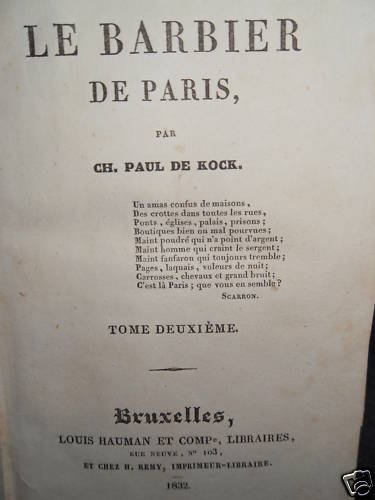 LE BARBIER
DE PARIS,
PAR
CH. PAUL DE KOCK.
Un amas confus de maisons,
Des crottes dans toutes les rues,
Ponts, églises, palais, prisons;
Boutiques bien ou mal pourvues;
Maint poudré qui n'a point d'argent;
Maint homme qui craint le sergent;
Maint fanfaron qui toujours tremble;
Pages, laquais, voleurs de nuit;
Carrosses, chevaux et grand bruit;
C'est là Paris; que vous en semble?
SCARRON.
TOME DEUXIÈME.
Bruxelles,
LOUIS HAUMAN ET COMPe, LIBRAIRES,
RUE NEUVE, No 103,
ET CHEZ H. REMY, IMPRIMEUR-LIBRAIRE.
1832.